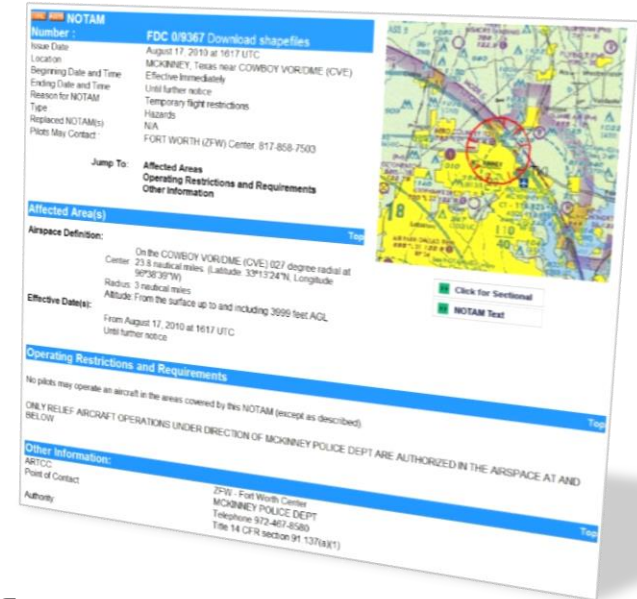 NOTAM
Number : FDC 0/9367 Download shapefiles
Issue Date August 17, 2010 at 1617 UTC
Location MCKINNEY, Texas near COWBOY VOR/DME (CVE)
Beginning Date and Time Effective Immediately
Ending Date and Time Until further notice
Reason for NOTAM Temporary flight restrictions
Type Hazards
Replaced NOTAM(s) N/A
Pilots May Contact : FORT WORTH (ZFW) Center, 817-858-7503
Jump To: Affected Areas
Operating Restrictions and Requirements
Other Information
Affected Area(s) Top
Airspace Definition:
On the COWBOY VOR/DME (CVE) 027 degree radial at
Center: 23.8 nautical miles. (Latitude: 33º13'24"N, Longitude
96º38'39"W)
Radius: 3 nautical miles
Altitude: From the surface up to and including 3999 feet AGL
Effective Date(s):
From August 17, 2010 at 1617 UTC
Until further notice
Click for Sectional
NOTAM Text
Operating Restrictions and Requirements Top
No pilots may operate an aircraft in the areas covered by this NOTAM (except as described).
ONLY RELIEF AIRCRAFT OPERATIONS UNDER DIRECTION OF MCKINNEY POLICE DEPT ARE AUTHORIZED IN THE AIRSPACE AT AND
BELOW
Other Information: Top
ARTCC: ZFW - Fort Worth Center
Point of Contact MCKINNEY POLICE DEPT
Telephone 972-467-8580
Authority Title 14 CFR section 91.137(a)(1)
18
110
40